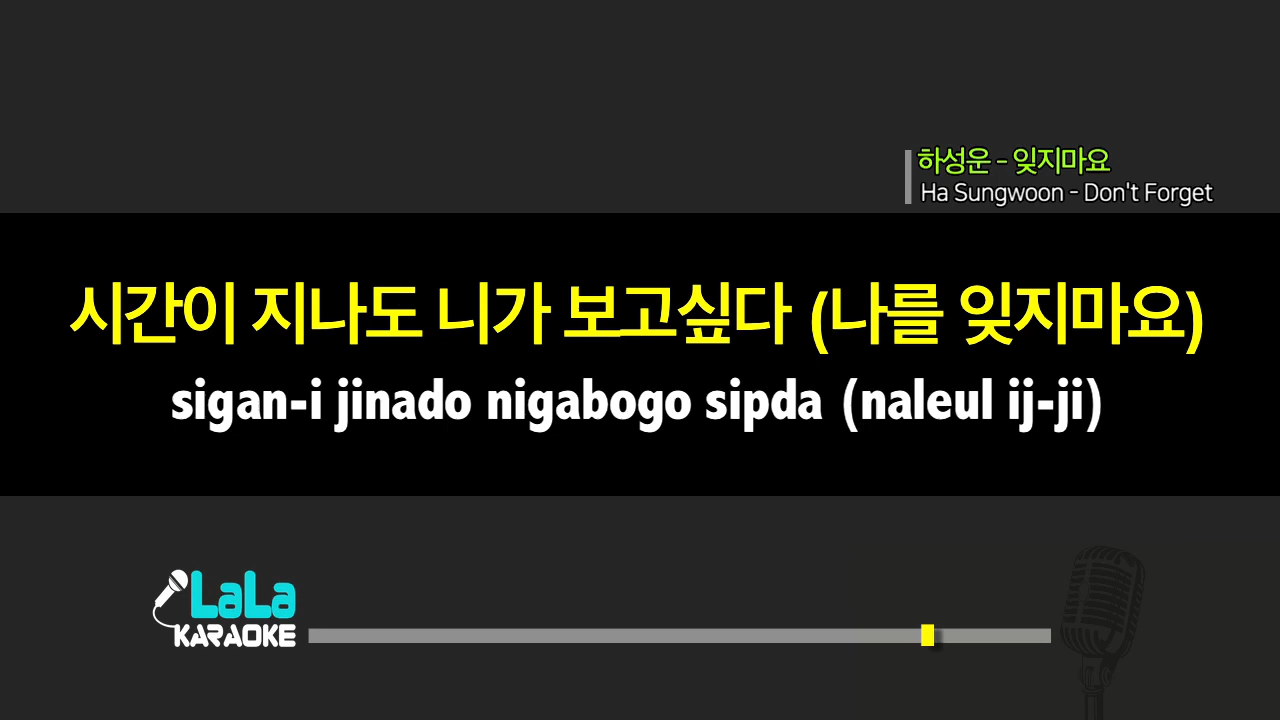 하성운 - 잊지마요
Ha Sungwoon - Don't Forget
시간이 지나도 니가 보고싶다 (나를 잊지마요)
sigan-i jinado nigabogo sipda (naleul ij-ji)
LaLa
KARAOKE